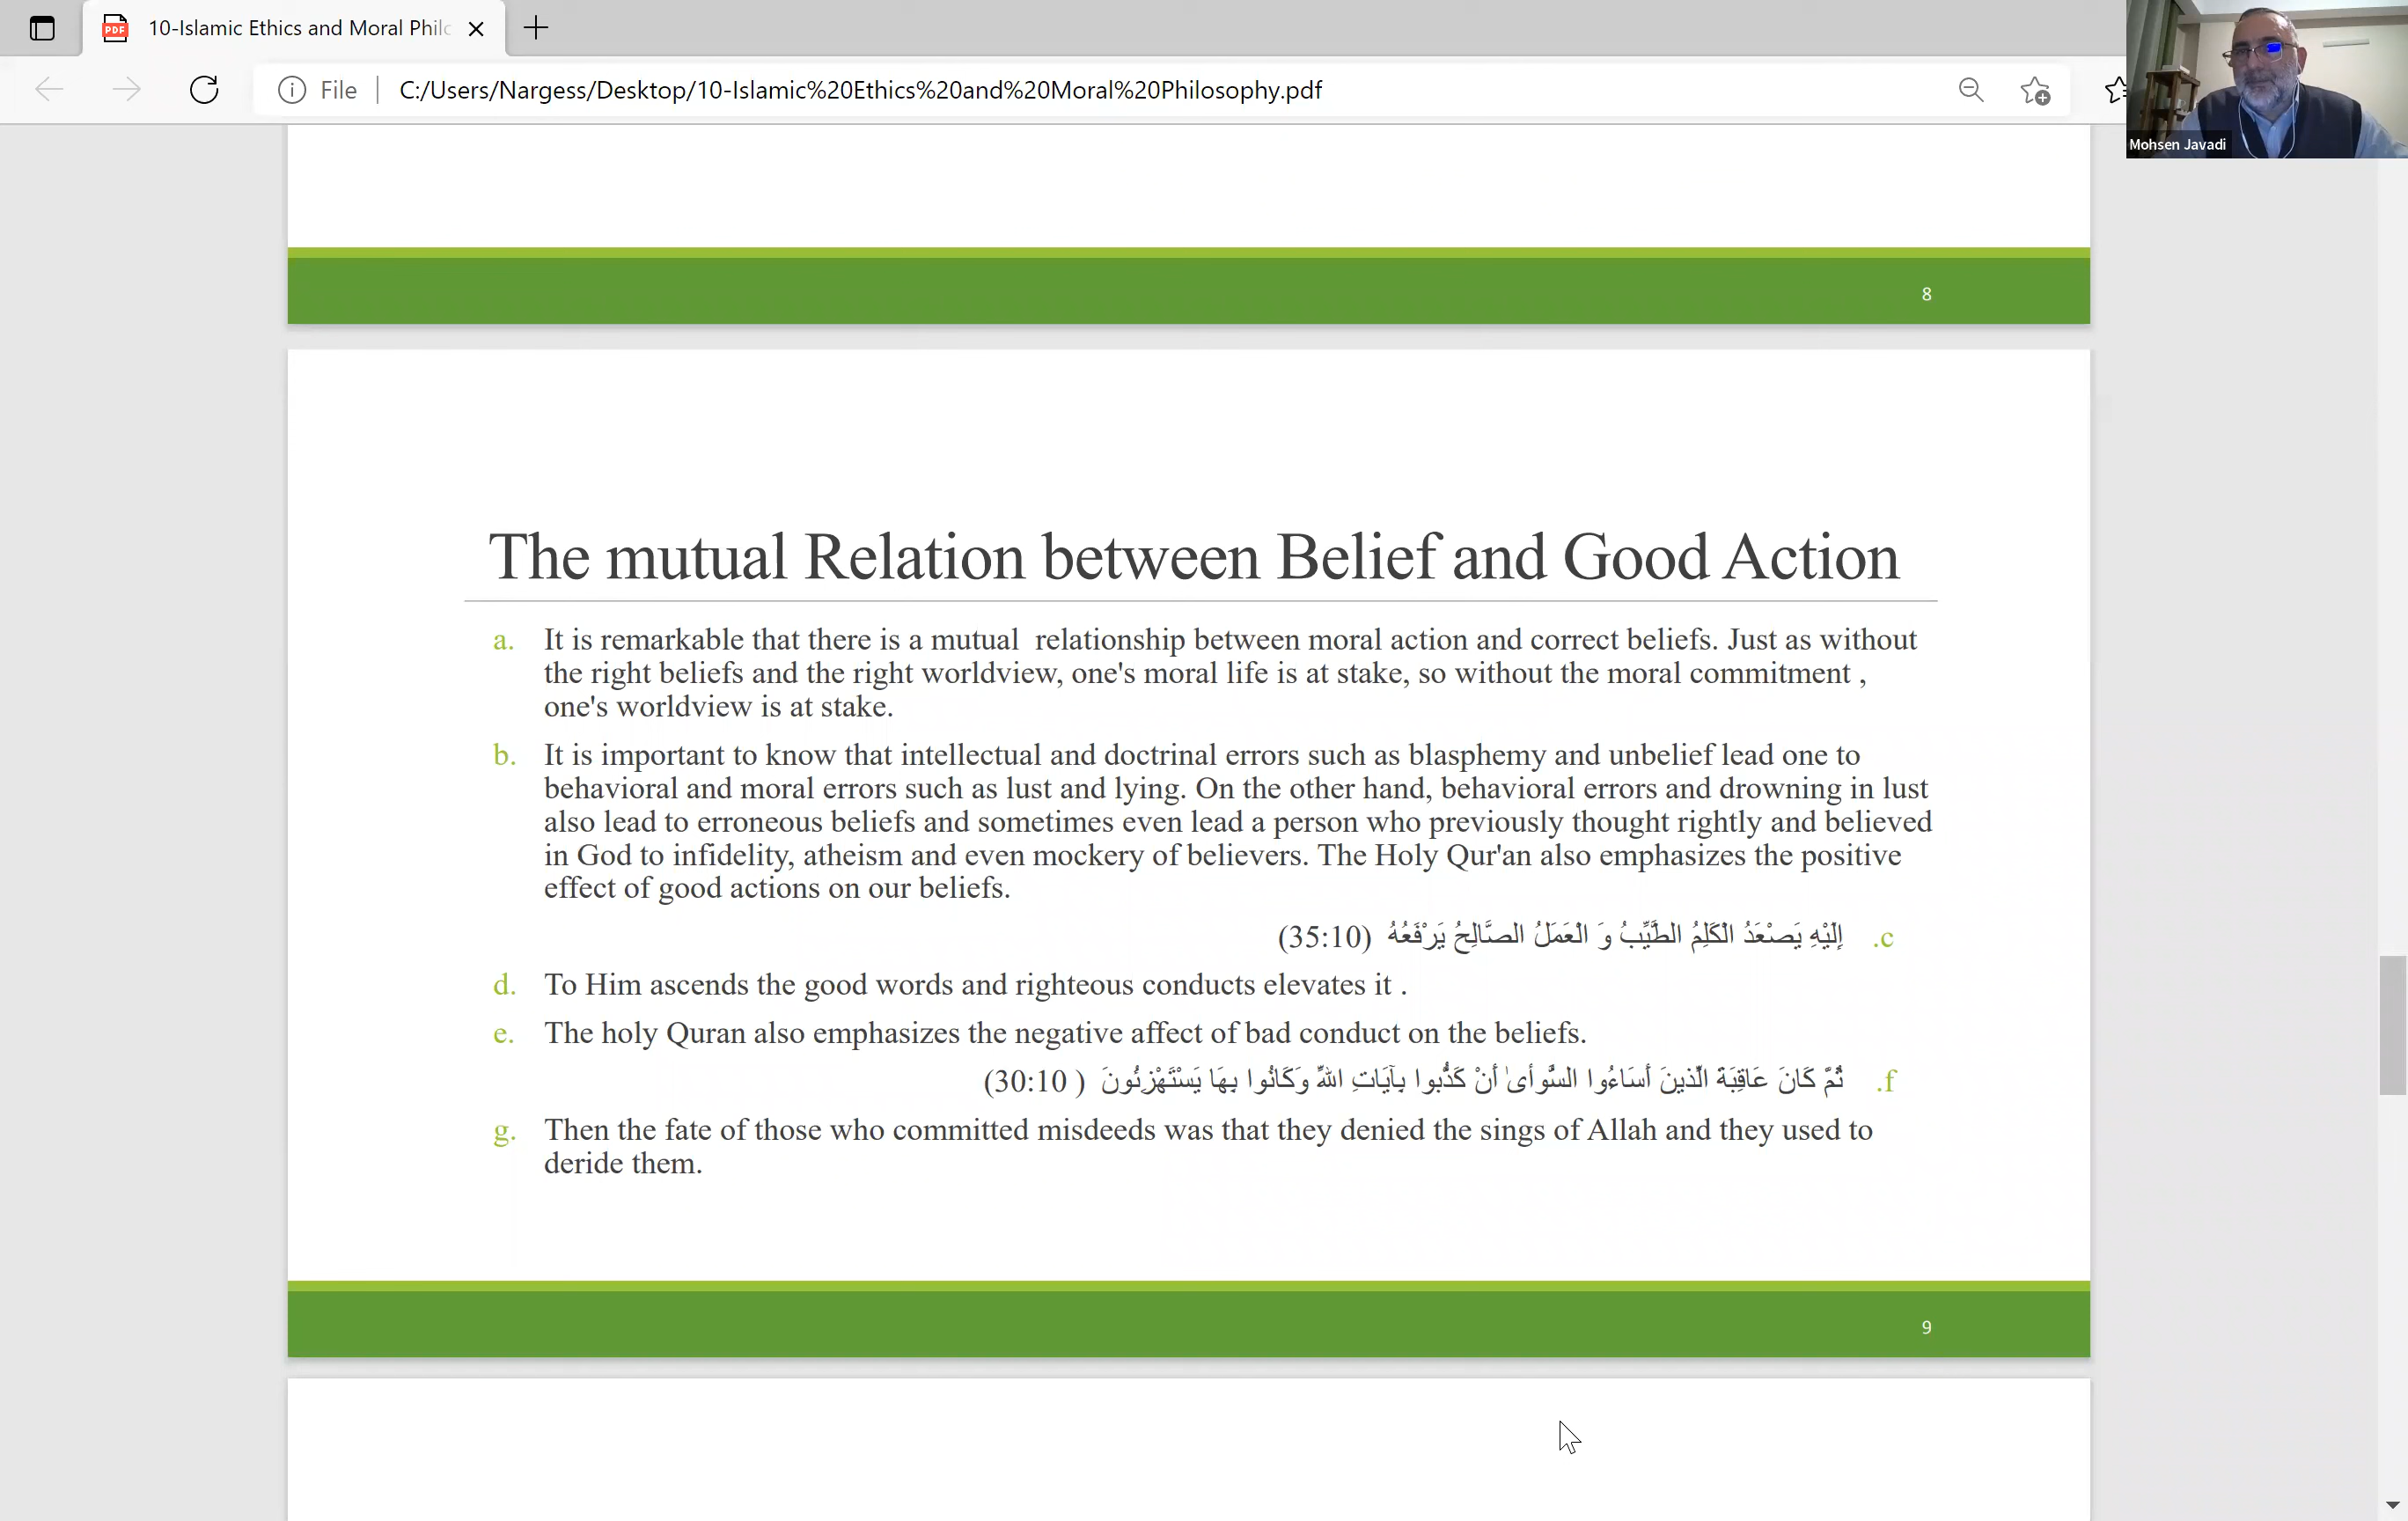 10-Islamic Ethics and Moral Philo
File
C:/Users/Nargess/Desktop/10-Islamic%20Ethics%20and%20Moral%20Philosophy.pdf
Mohsen Javadi
8
The mutual Relation between Belief and Good Action
a. It is remarkable that there is a mutual relationship between moral action and correct beliefs. Just as without
the right beliefs and the right worldview, one's moral life is at stake, so without the moral commitment ,
one's worldview is at stake.
b. It is important to know that intellectual and doctrinal errors such as blasphemy and unbelief lead one to
behavioral and moral errors such as lust and lying. On the other hand, behavioral errors and drowning in lust
also lead to erroneous beliefs and sometimes even lead a person who previously thought rightly and believed
in God to infidelity, atheism and even mockery of believers. The Holy Qur'an also emphasizes the positive
effect of good actions on our beliefs.
c. إِلَيْهِ يَصْعَدُ الْكَلِمُ الطَّيِّبُ وَ الْعَمَلُ الصَّالِحُ يَرْفَعُهُ (35:10)
d. To Him ascends the good words and righteous conducts elevates it .
e. The holy Quran also emphasizes the negative affect of bad conduct on the beliefs.
f. ثُمَّ كَانَ عَاقِبَةَ الَّذينَ أَسَاءُوا السَّوأى أَنْ كَذَّبوا بِآيَاتِ اللهِ وَكَانُوا بِهَا يَسْتَهْزِئُونَ ( 30:10)
g. Then the fate of those who committed misdeeds was that they denied the sings of Allah and they used to
deride them.
9